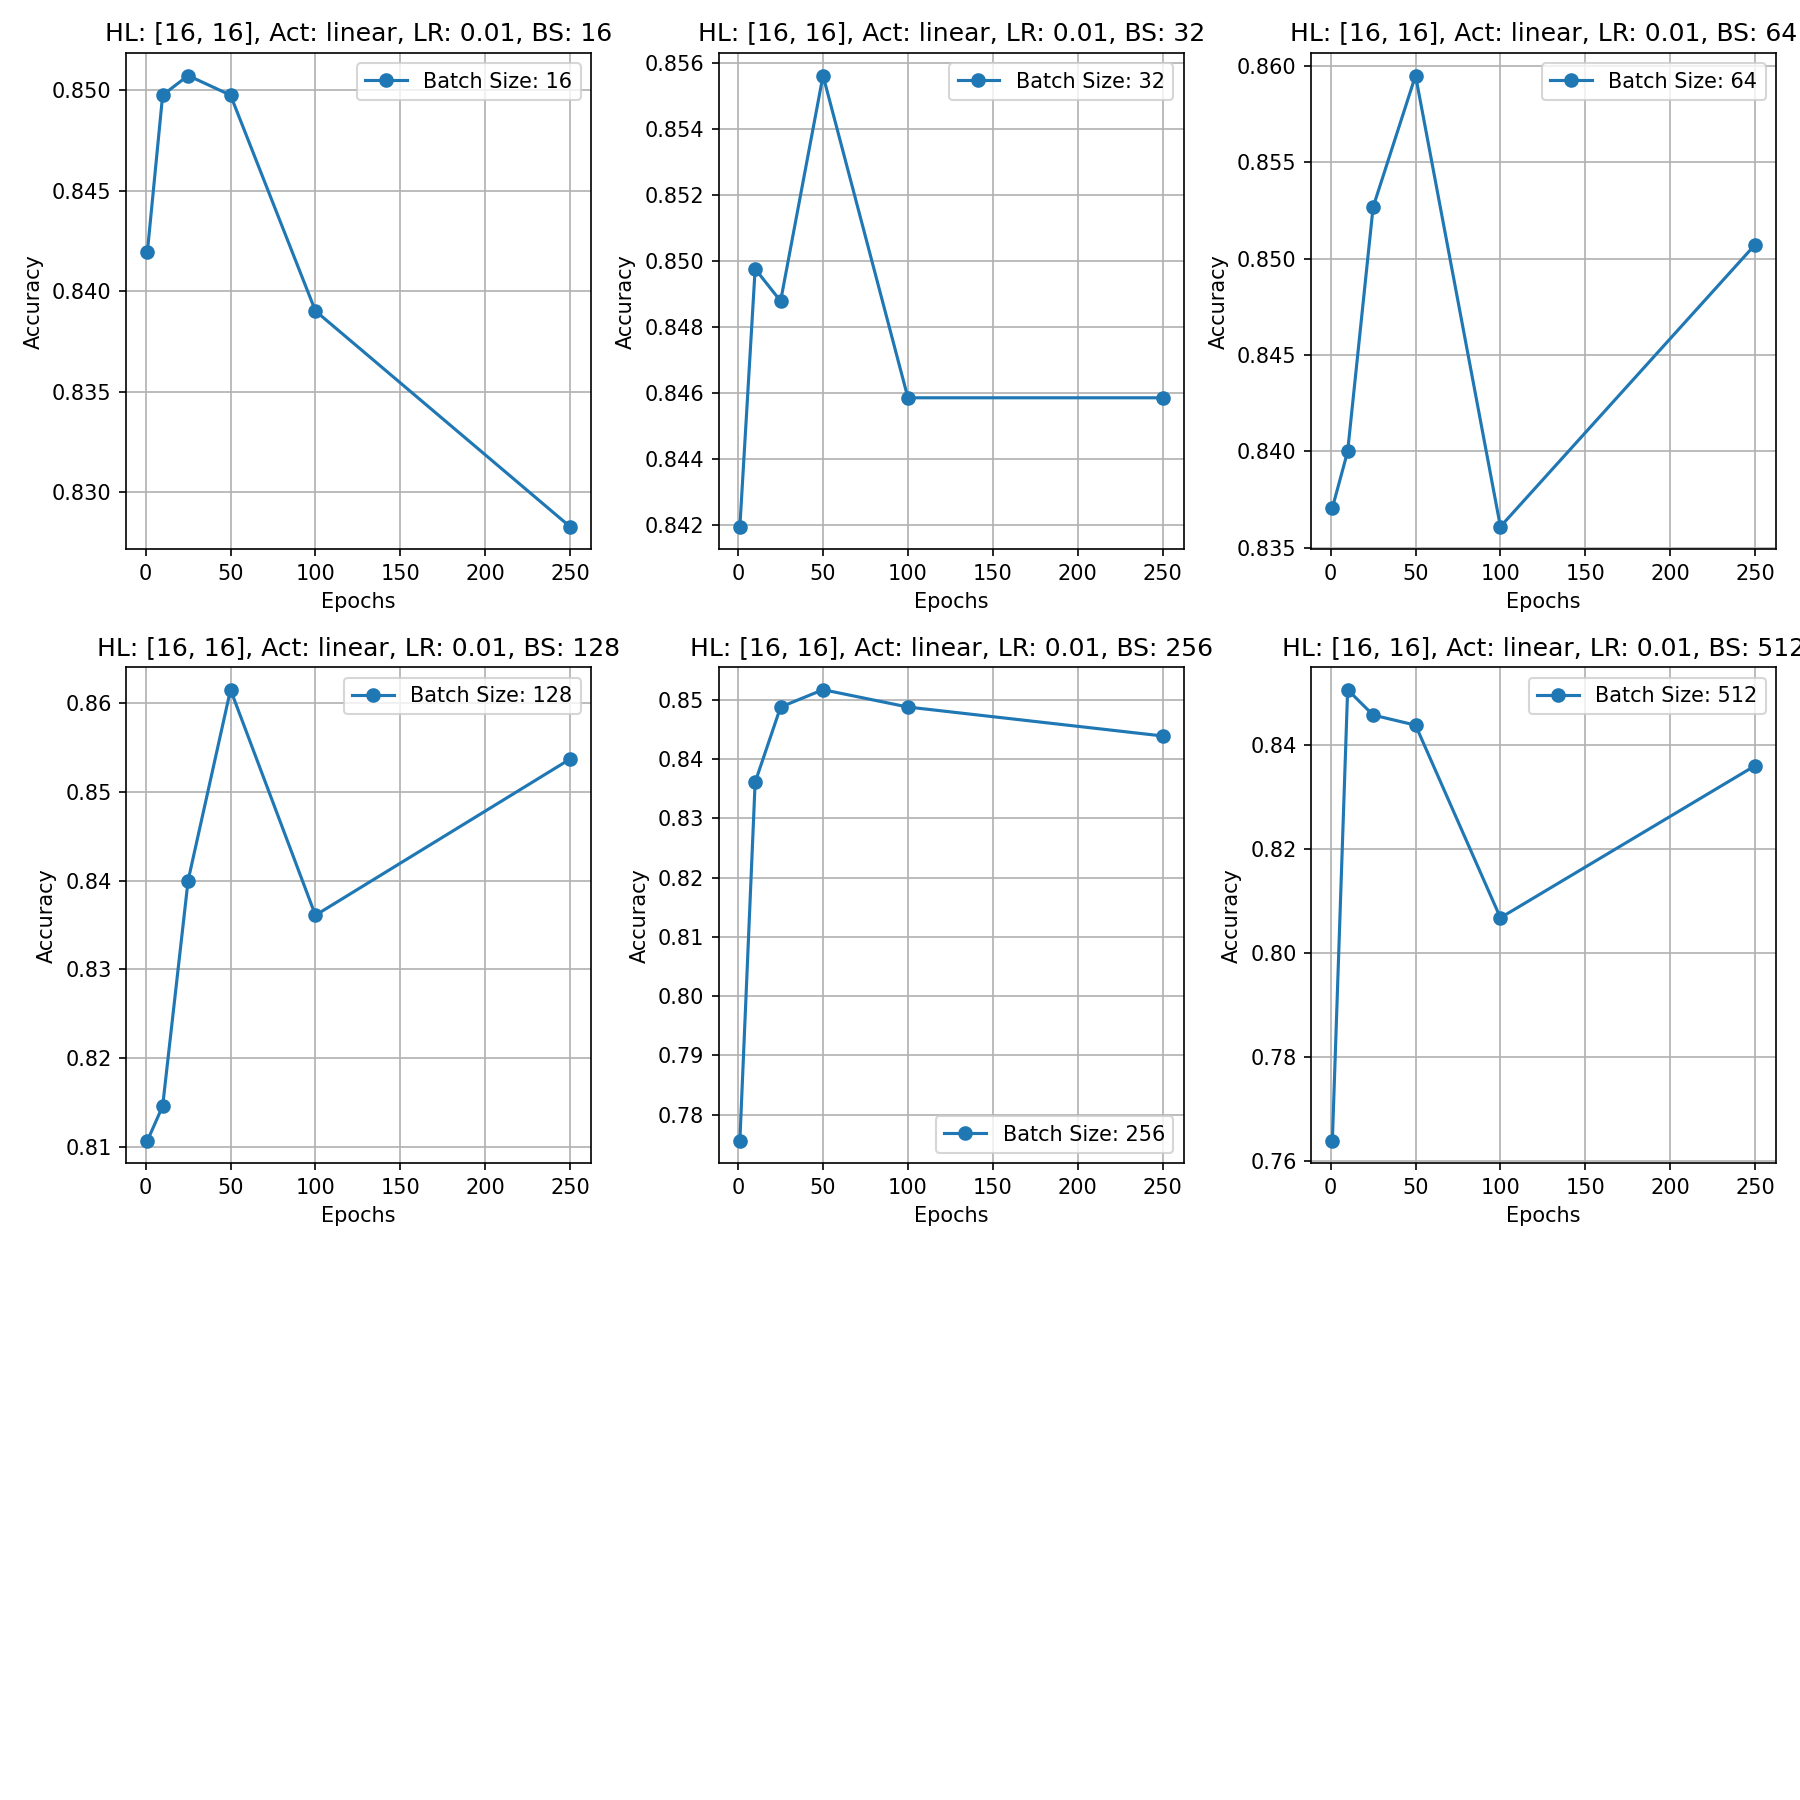 HL: [16, 16], Act: linear, LR: 0.01, BS: 16
Batch Size: 16
0.850
0.845
0.840
0.835
0.830
Accuracy
0 50 100 150 200 250
Epochs
HL: [16, 16], Act: linear, LR: 0.01, BS: 32
Batch Size: 32
0.856
0.854
0.852
0.850
0.848
0.846
0.844
0.842
Accuracy
0 50 100 150 200 250
Epochs
HL: [16, 16], Act: linear, LR: 0.01, BS: 64
Batch Size: 64
0.860
0.855
0.850
0.845
0.840
0.835
Accuracy
0 50 100 150 200 250
Epochs
HL: [16, 16], Act: linear, LR: 0.01, BS: 128
Batch Size: 128
0.86
0.85
0.84
0.83
0.82
0.81
Accuracy
0 50 100 150 200 250
Epochs
HL: [16, 16], Act: linear, LR: 0.01, BS: 256
0.85
0.84
0.83
0.82
0.81
0.80
0.79
0.78
Batch Size: 256
Accuracy
0 50 100 150 200 250
Epochs
HL: [16, 16], Act: linear, LR: 0.01, BS: 512
Batch Size: 512
0.84
0.82
0.80
0.78
0.76
Accuracy
0 50 100 150 200 250
Epochs